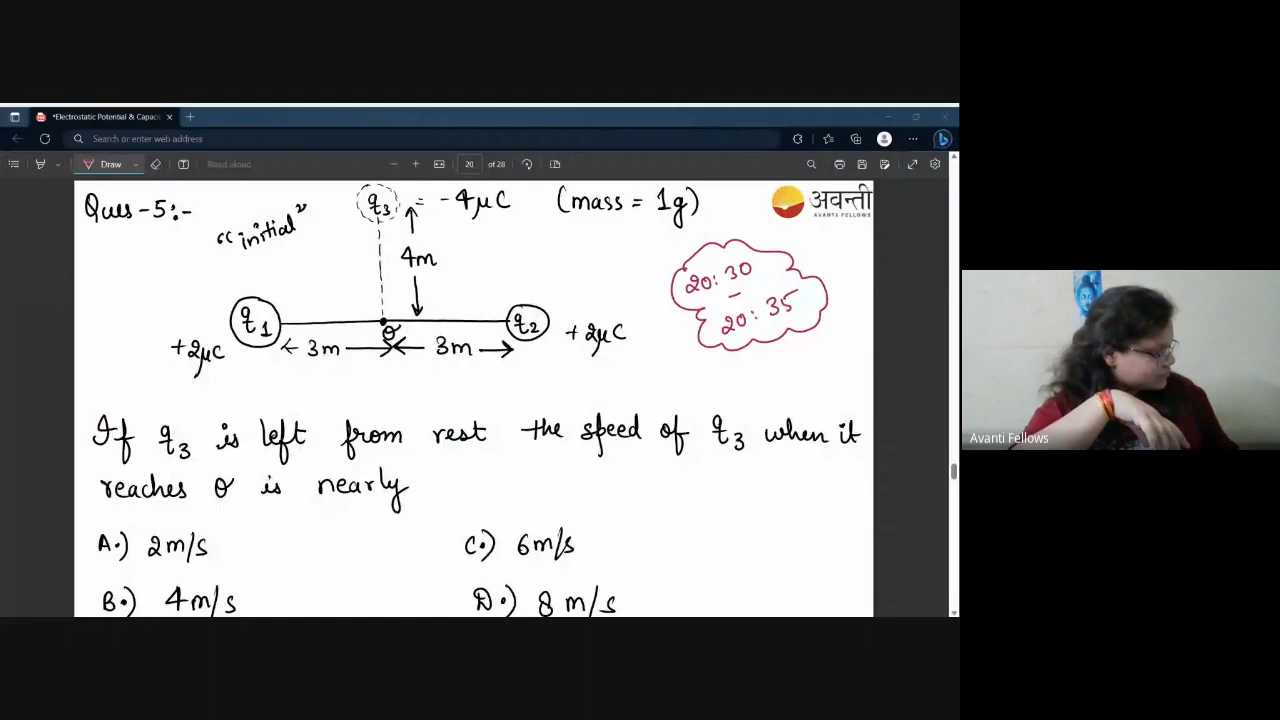 *Electrostatic Potential & Capac
Search or enter web address
Draw
Read aloud
20 of 28
Ques-5:-
"initial"
q3 = -4μC (mass = 1g)
अवन्ती
AVANTI FELLOWS
4m
20:30
-
20:35
q1
O
q2
+2μC
3m
3m
+2μC
If q3 is left from rest the speed of q3 when it
reaches O is nearly
A.) 2m/s
C.) 6m/s
B.) 4m/s
D.) 8 m/s
Avanti Fellows